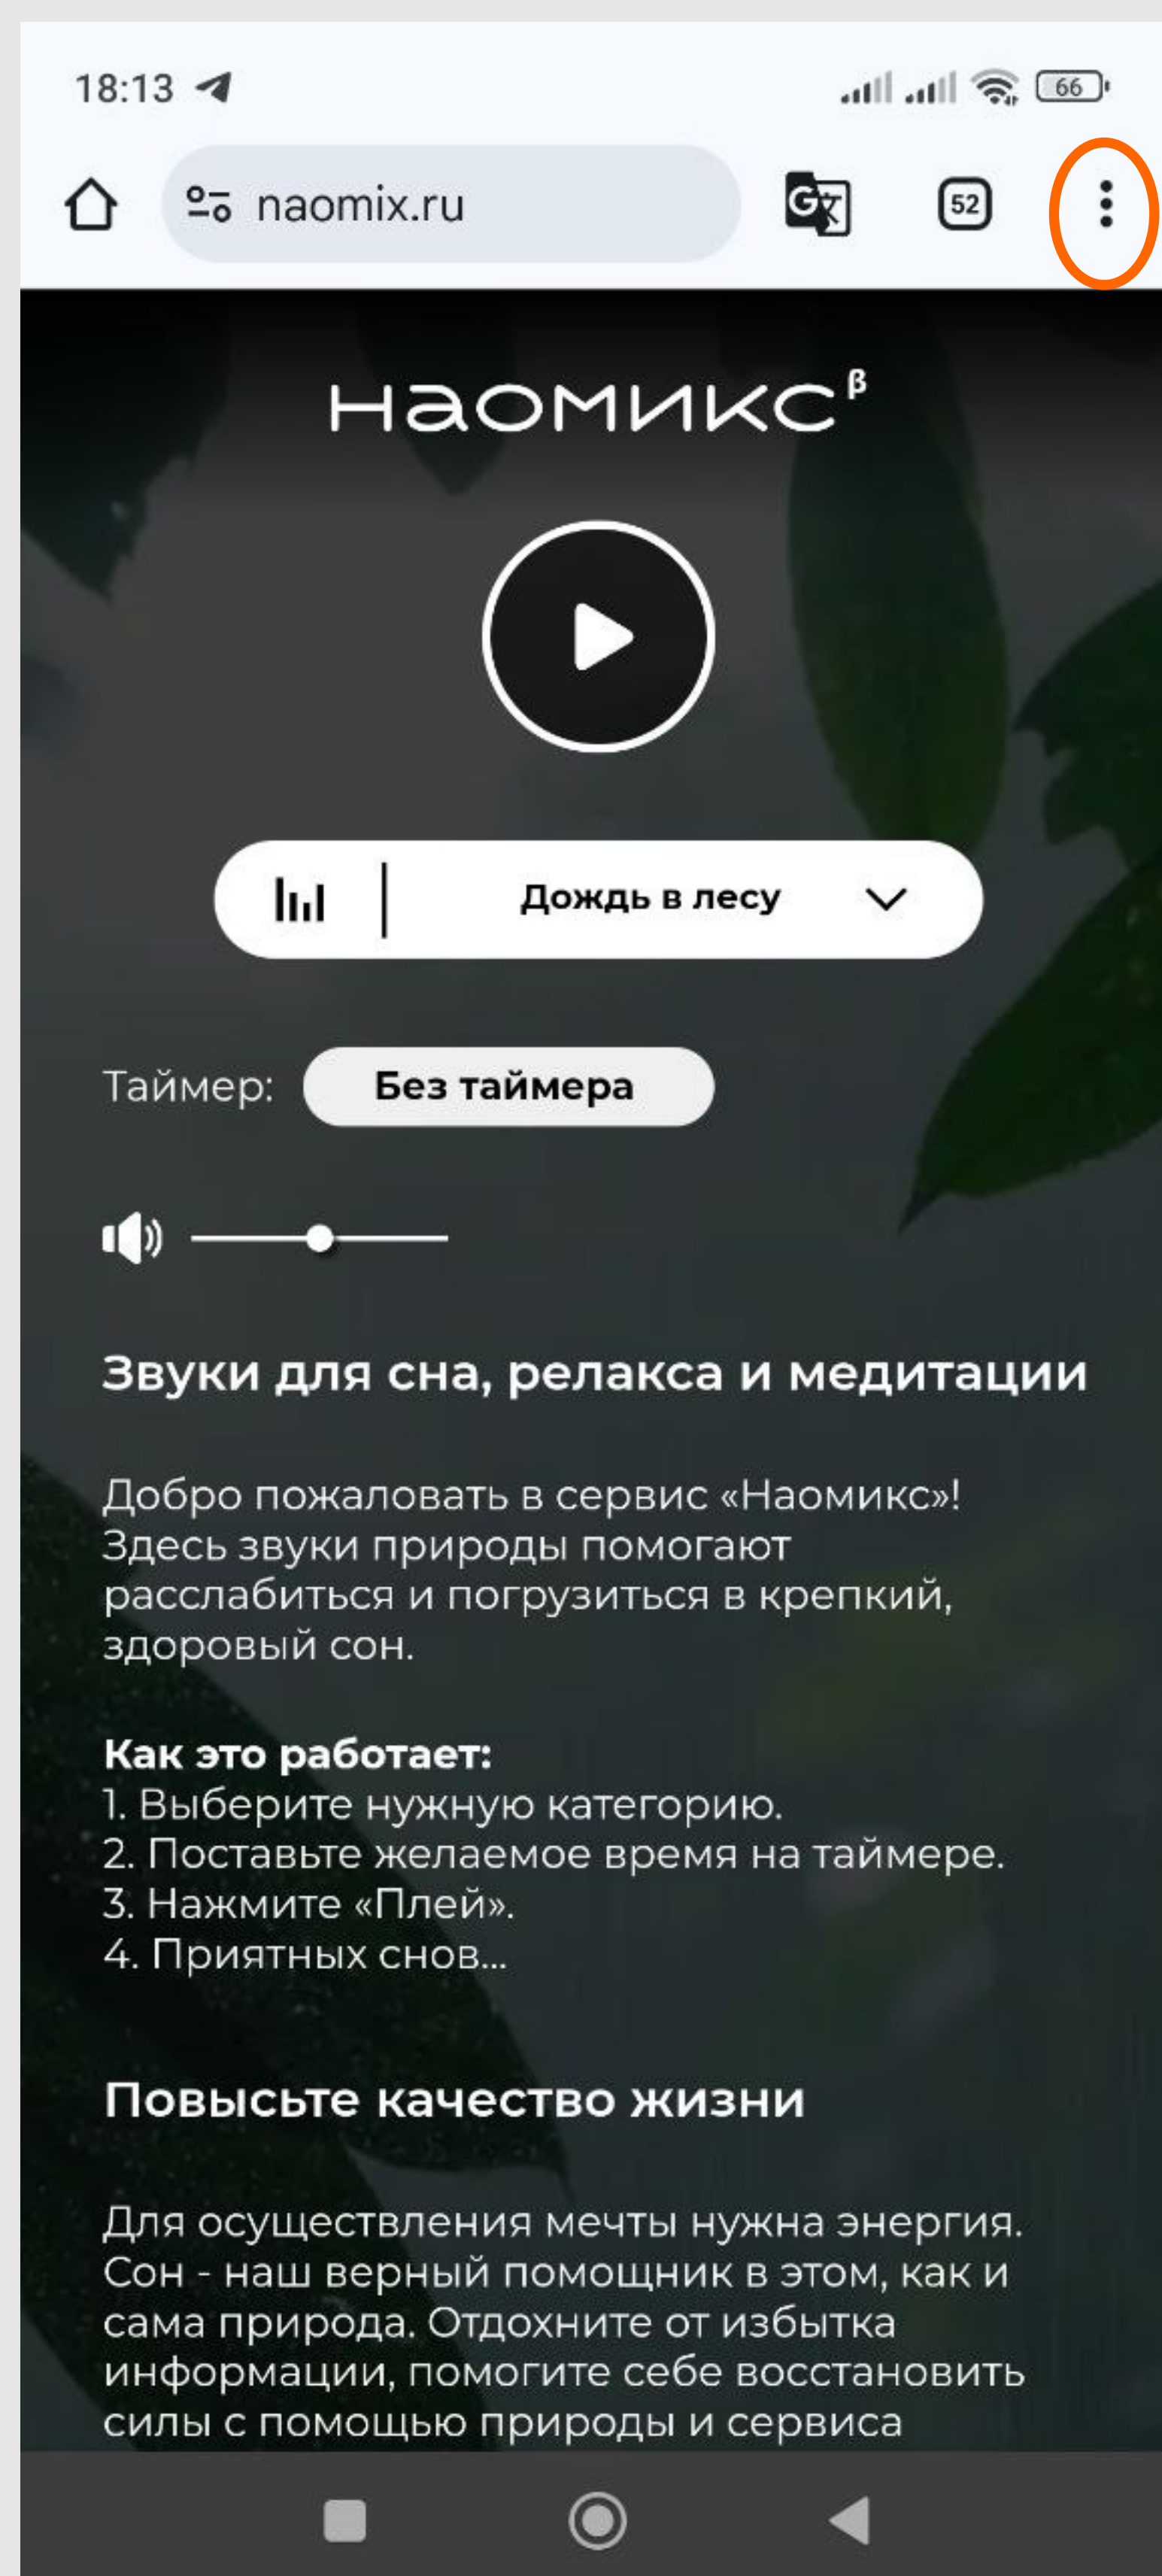 18:13
66
naomix.ru
52
наомикс β
Дождь в лесу
Таймер: Без таймера
Звуки для сна, релакса и медитации
Добро пожаловать в сервис «Наомикс»!
Здесь звуки природы помогают
расслабиться и погрузиться в крепкий,
здоровый сон.
Как это работает:
1. Выберите нужную категорию.
2. Поставьте желаемое время на таймере.
3. Нажмите «Плей».
4. Приятных снов...
Повысьте качество жизни
Для осуществления мечты нужна энергия.
Сон - наш верный помощник в этом, как и
сама природа. Отдохните от избытка
информации, помогите себе восстановить
силы с помощью природы и сервиса